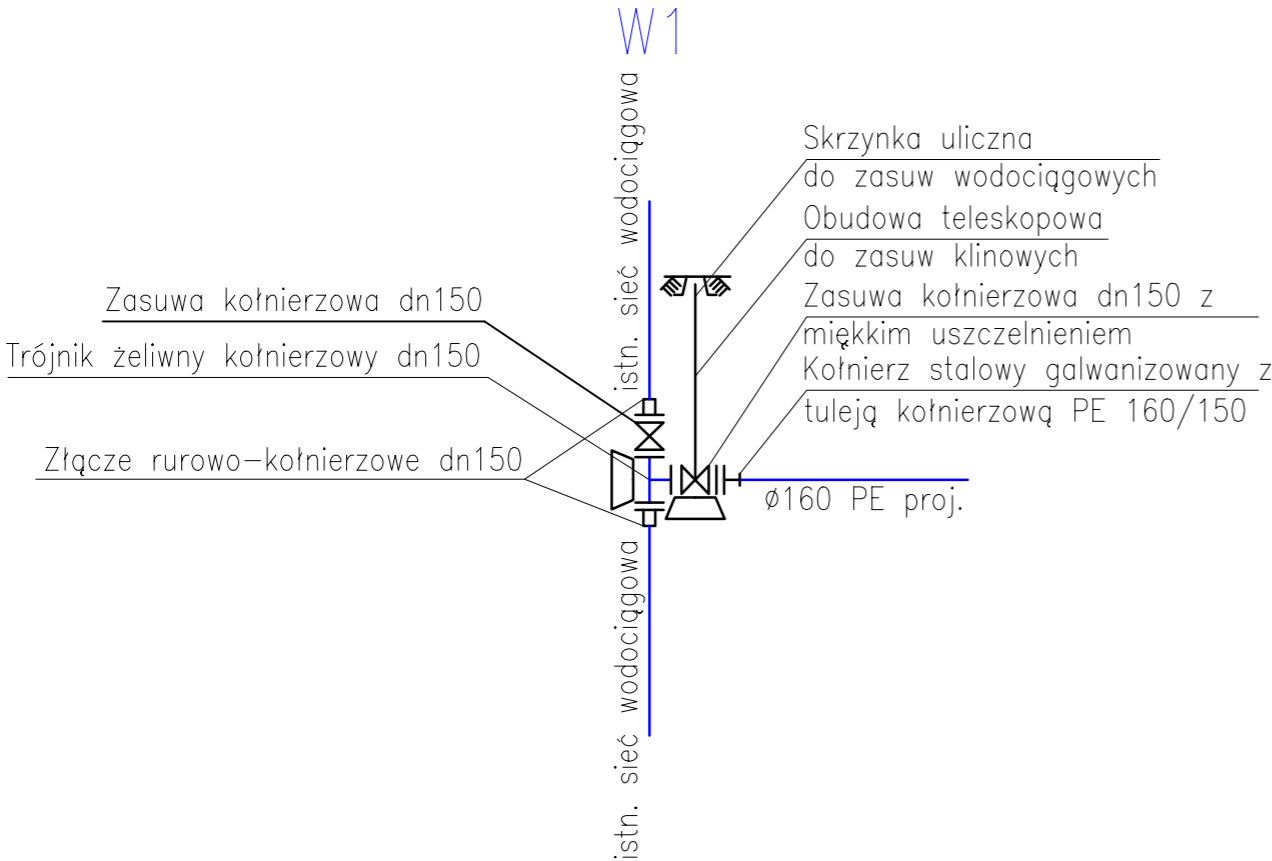 W1
istn. sieć wodociągowa
Skrzynka uliczna
do zasuw wodociągowych
Obudowa teleskopowa
do zasuw klinowych
Zasuwa kołnierzowa dn150
Zasuwa kołnierzowa dn150 z
miękkim uszczelnieniem
Trójnik żeliwny kołnierzowy dn150
Kołnierz stalowy galwanizowany z
tuleją kołnierzową PE 160/150
Złącze rurowo-kołnierzowe dn150
ø160 PE proj.
istn. sieć wodociągowa